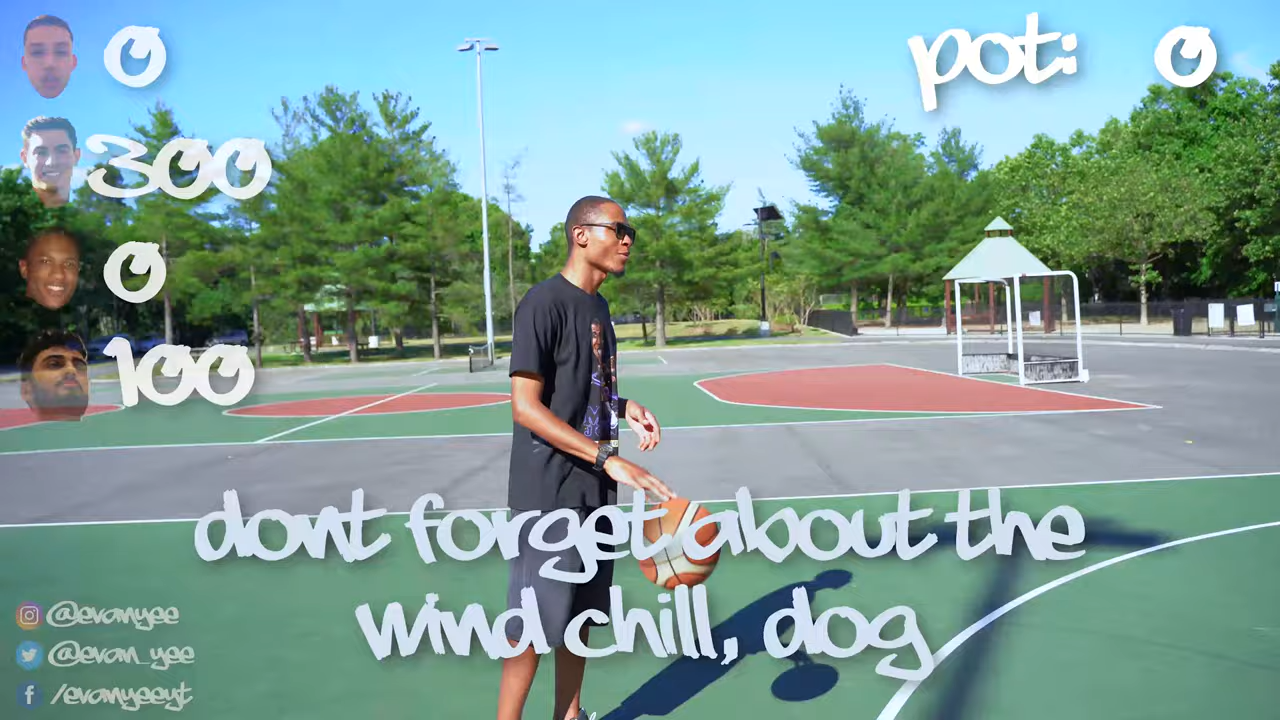 0
pot: 0
300
0
100
dont forget about the
wind chill, dog
@evanyee
@evan_yee
/evanyeeyt